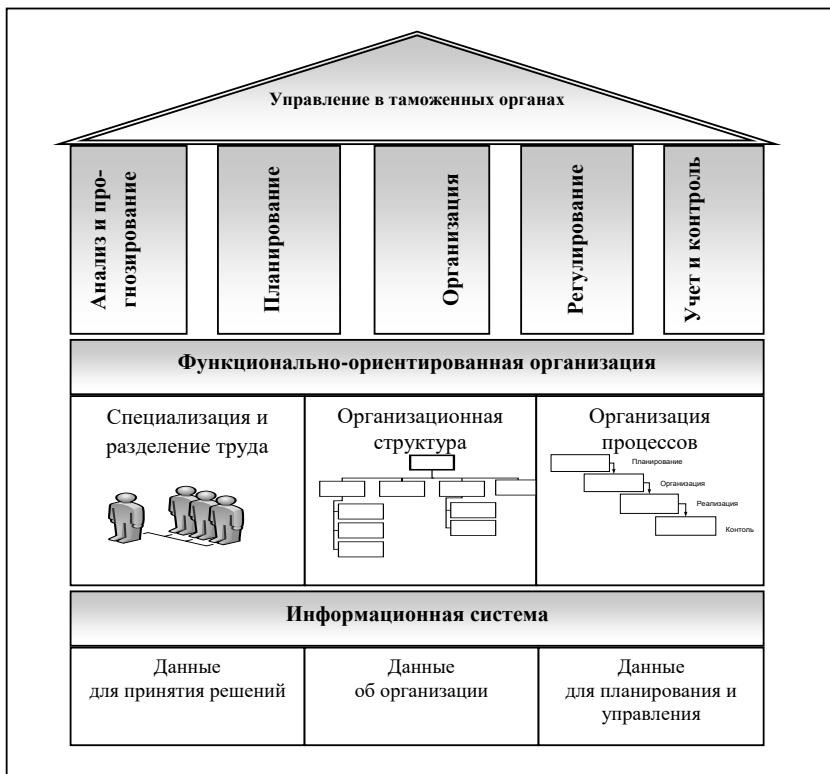 Управление в таможенных органах
Анализ и про-
гнозирование
Планирование
Организация
Регулирование
Учет и контроль
Функционально-ориентированная организация
Специализация и
разделение труда
Организационная
структура
Организация
процессов
Планирование
Организация
Реализация
Контоль
Информационная система
Данные
для принятия решений
Данные
об организации
Данные
для планирования и
управления